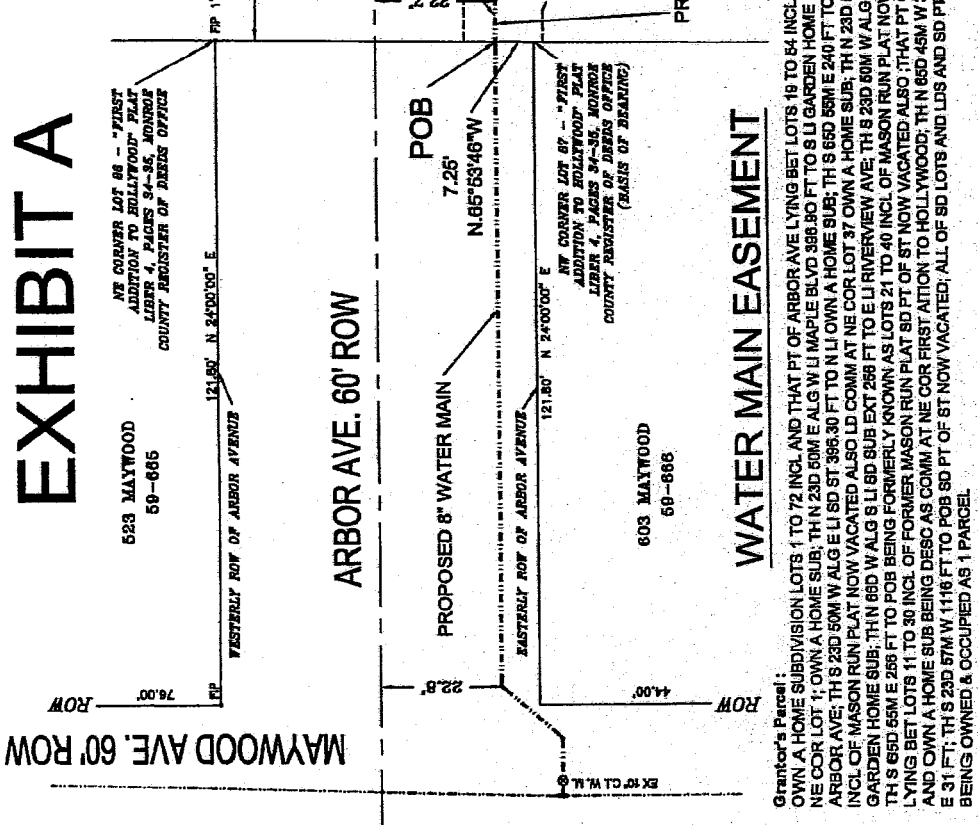 EXHIBIT A
NE CORNER LOT 86 - "FIRST
ADDITION TO HOLLYWOOD" PLAT
LIBER 4, PAGES 34-35, MONROE
COUNTY REGISTER OF DEEDS OFFICE
FIP 1"
523 MAYWOOD
59-665
121.80' N 24°00'00" E
WESTERLY ROW OF ARBOR AVENUE
ROW
76.00'
FIP
ARBOR AVE. 60' ROW
MAYWOOD AVE. 60' ROW
POB
7.25'
N.65°53'46"W
PROPOSED 8" WATER MAIN
22.8'
EASTERLY ROW OF ARBOR AVENUE
121.80' N 24°00'00" E
NW CORNER LOT 87 - "FIRST
ADDITION TO HOLLYWOOD" PLAT
LIBER 4, PAGES 34-35, MONROE
COUNTY REGISTER OF DEEDS OFFICE
(BASIS OF BEARING)
603 MAYWOOD
59-666
44.00'
ROW
EX 10" C.I. W. M.
PR
WATER MAIN EASEMENT
Grantor's Parcel :
OWN A HOME SUBDIVISION LOTS 1 TO 72 INCL AND THAT PT OF ARBOR AVE LYING BET LOTS 19 TO 54 INCL
NE COR LOT 1; OWN A HOME SUB; TH N 23D 50M E ALG W LI MAPLE BLVD 396.90 FT TO S LI GARDEN HOME
ARBOR AVE; TH S 23D 50M W ALG E LI SD ST 396.30 FT TO N LI OWN A HOME SUB; TH S 65D 55M E 240 FT TO
INCL OF MASON RUN PLAT NOW VACATED ALSO LD COMM AT NE COR LOT 37 OWN A HOME SUB; TH N 23D
GARDEN HOME SUB; TH N 66D W ALG S LI SD SUB EXT 256 FT TO E LI RIVERVIEW AVE; TH S 23D 50M W ALG
TH S 65D 55M E 256 FT TO POB BEING FORMERLY KNOWN AS LOTS 21 TO 40 INCL OF MASON RUN PLAT NOW
LYING BET LOTS 11 TO 30 INCL OF FORMER MASON RUN PLAT SD PT OF ST NOW VACATED ALSO THAT PT
AND OWN A HOME SUB BEING DESC AS COMM AT NE COR FIRST AITION TO HOLLYWOOD; TH N 65D 45M W
E 31 FT; TH S 23D 57M W 1116 FT TO POB SD PT OF ST NOW VACATED; ALL OF SD LOTS AND LDS AND SD
BEING OWNED & OCCUPIED AS 1 PARCEL